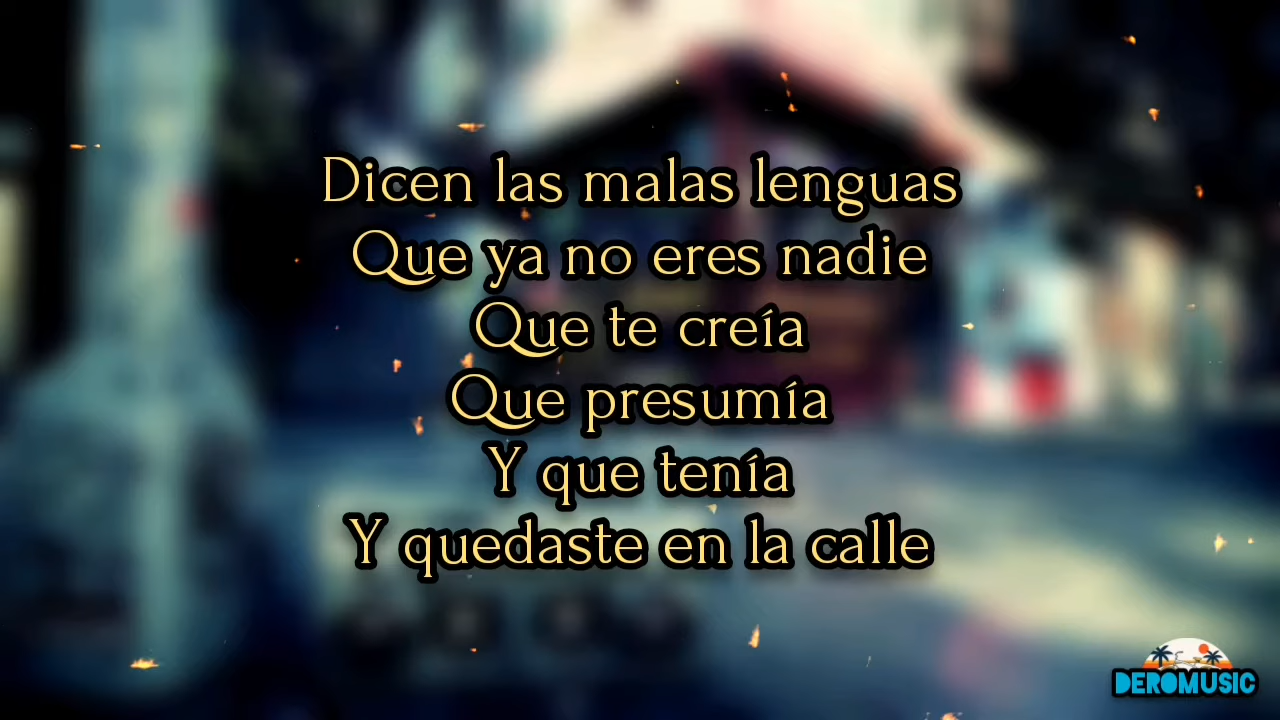 Dicen las malas lenguas
Que ya no eres nadie
Que te creía
Que presumía
Y que tenía
Y quedaste en la calle
DEROMUSIC